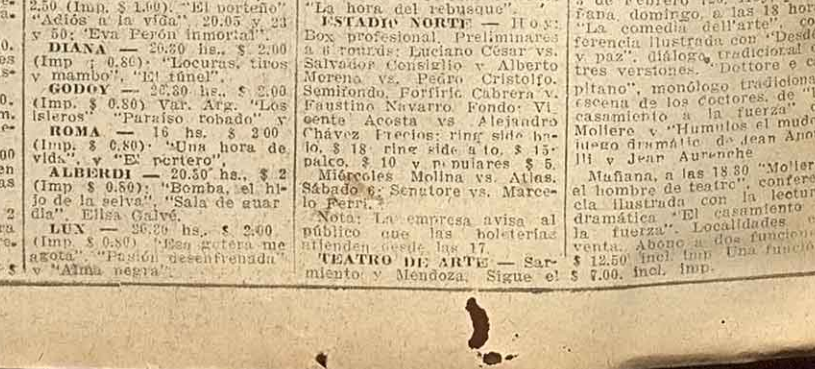 2.50 (Imp. $ 1.00). "El porteño"
"Adiós a la vida" 20.05 y 23
y 50; "Eva Perón inmortal".
DIANA — 20.30 hs., $ 2.00
(Imp $ 0.80): "Locuras, tiros
y mambo", "El túnel".
GODOY — 20.30 hs., $ 2.00
(Imp. $ 0.80) Var. Arg. "Los
isleros" "Paraíso robado" y
ROMA — 16 hs. $ 2 00
(Imp. $ 0.80): "Una hora de
vida", y "El portero",
ALBERDI — 20.30 hs., $ 2
(Imp $ 0.80): "Bomba, el hi-
jo de la selva", "Sala de guar
dia". Elisa Galvé.
LUX — 20.30 hs., $ 2.00,
(Imp. $ 0.80) "Esa gotera me
agota". "Pasión desenfrenada"
y "Alma negra".
"La hora del rebusque".
ESTADIO NORTE — Hoy:
Box profesional. Preliminares
a 6 rounds: Luciano César vs.
Salvador Consiglio y Alberto
Morena vs. Pedro Cristolfo.
Semifondo, Porfirio Cabrera v.
Faustino Navarro. Fondo: Vi
cente Acosta vs Alejandro
Chávez Precios: ring side ba-
jo, $ 18 ring side alto, $ 15
palco, $ 10 y populares $ 5.
Miércoles Molina vs. Atlas.
Sábado 6: Senatore vs. Marce-
lo Ferri.
Nota: La empresa avisa al
público que las boleterías
atienden desde las 17.
TEATRO DE ARTE — Sar-
miento y Mendoza. Sigue el
ñana, domingo, a las 18 hor
"La comedia dell'arte", co
ferencia ilustrada con "Desd
y paz", diálogo tradicional
tres versiones. "Dottore e c
pitano", monólogo tradiciona
escena de los doctores, de "
casamiento a la fuerza" d
Moliere y "Humulos el mudo
juego dramático de Jean Ano
lli y Jean Aurenche
Mañana, a las 18 30 "Molier
el hombre de teatro", confere
cia ilustrada con la lectur
dramática "El casamiento
la fuerza". Localidades
venta. Abono a dos funcion
$ 12.50 incl. imp Una funció
$ 7.00. incl. imp.